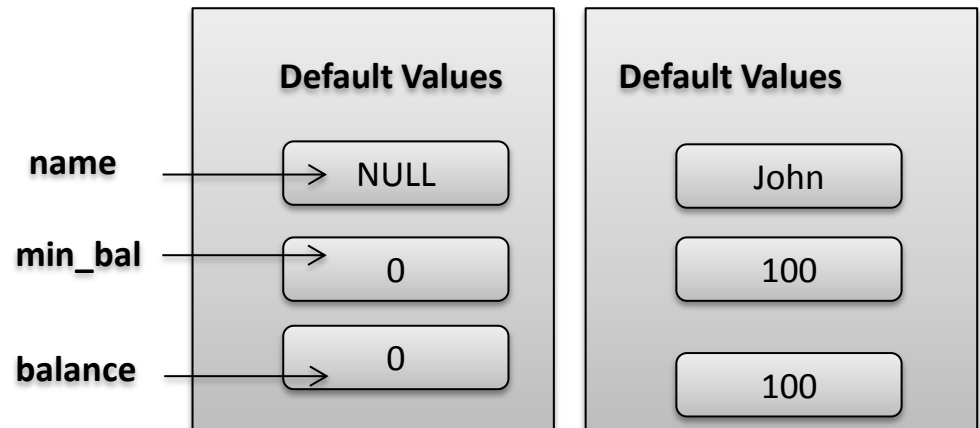 Default Values Default Values
name NULL John
min_bal 0 100
balance 0 100